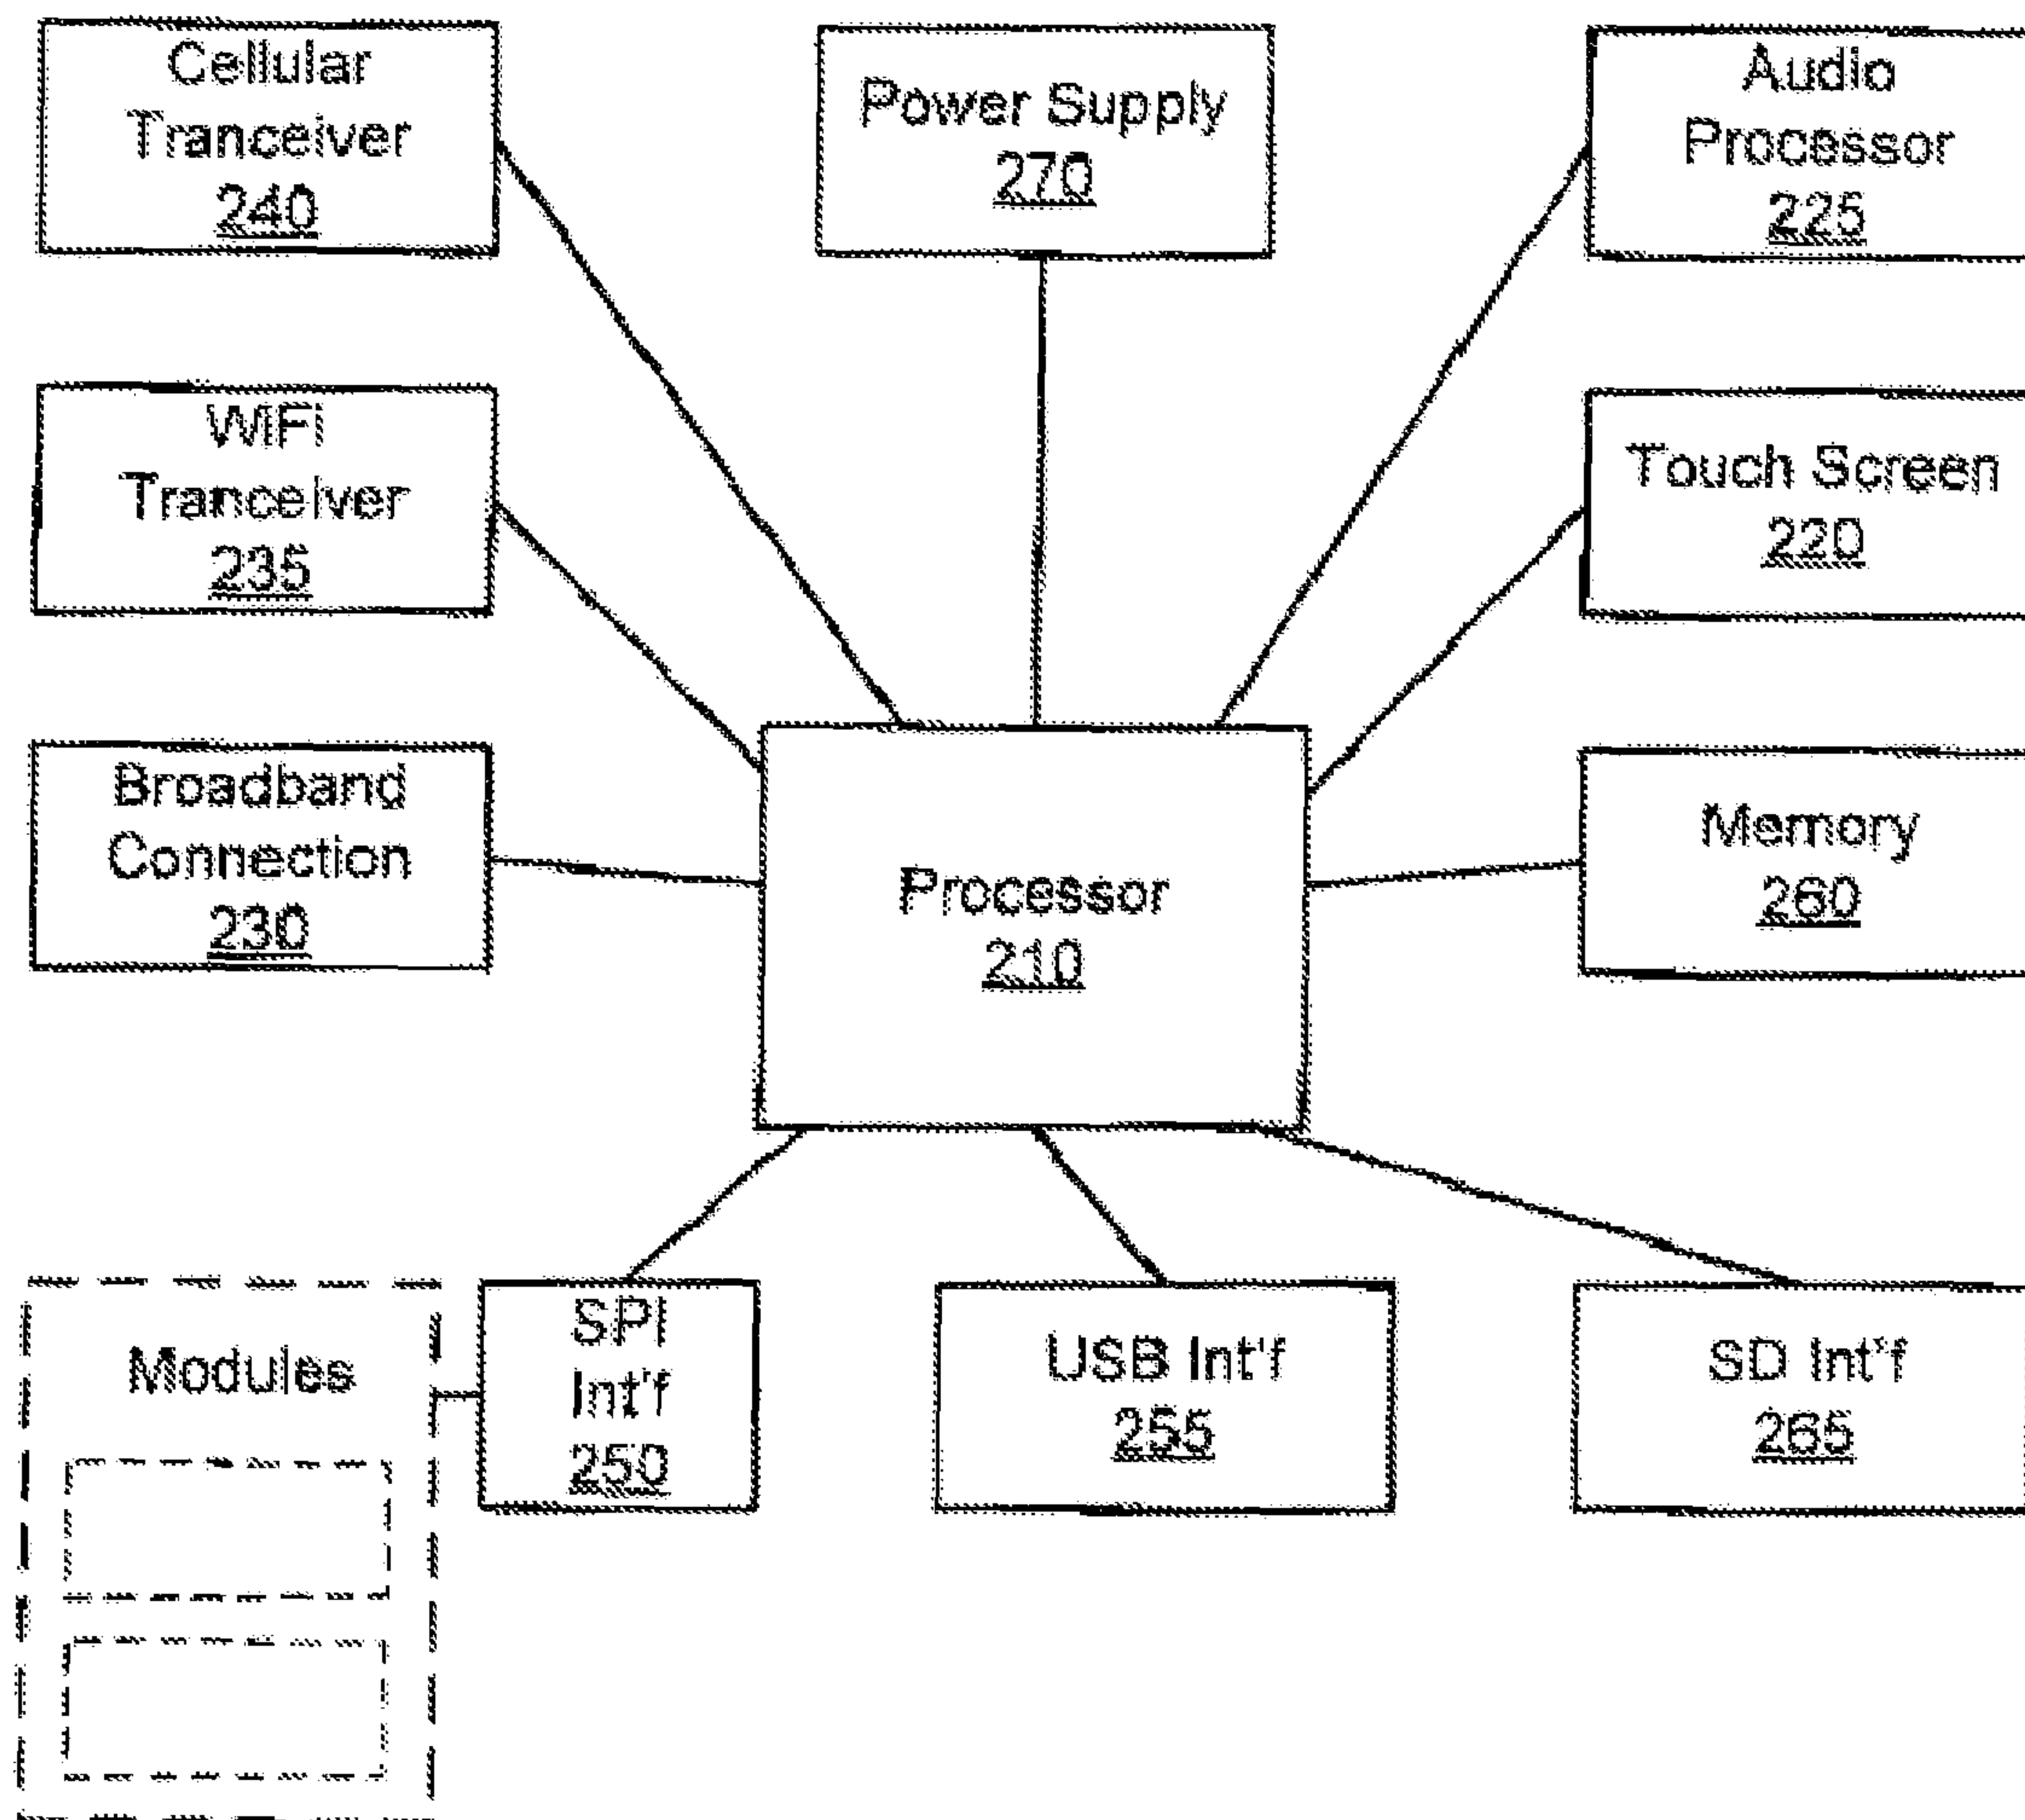 Cellular
Tranceiver
240
Power Supply
270
Audio
Processor
225
WiFi
Tranceiver
235
Touch Screen
220
Broadband
Connection
230
Processor
210
Memory
260
Modules
SPI
Int'f
250
USB Int'f
255
SD Int'f
265